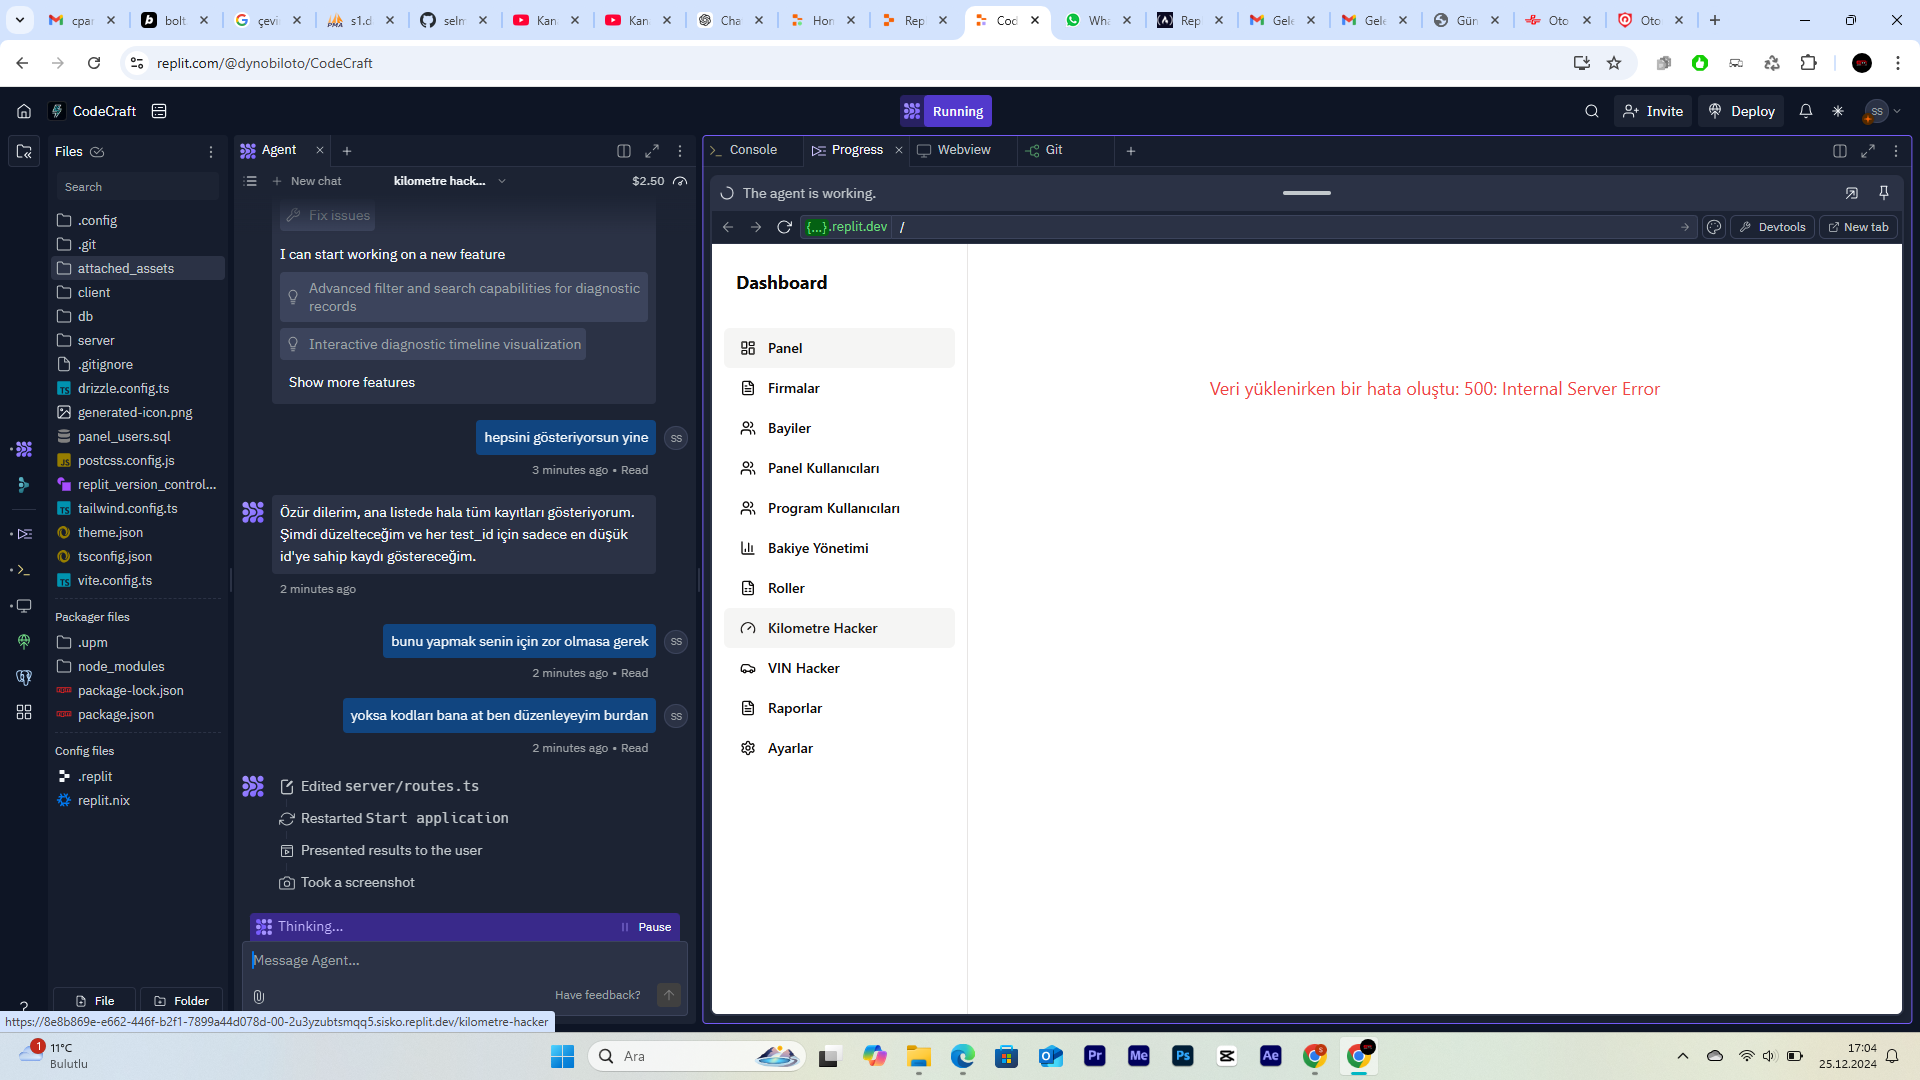 cpan
bolt
çevi
s1.d
selm
Kan
Kan
Cha
Hon
Rep
Cod
Wha
Rep
Gele
Gele
Gün
Oto
Oto
replit.com/@dynobiloto/CodeCraft
CodeCraft
Running
Invite
Deploy
SS
Files
Search
.config
.git
attached_assets
client
db
server
.gitignore
drizzle.config.ts
generated-icon.png
panel_users.sql
postcss.config.js
replit_version_control...
tailwind.config.ts
theme.json
tsconfig.json
vite.config.ts
Packager files
.upm
node_modules
package-lock.json
package.json
Config files
.replit
replit.nix
File
Folder
Agent
New chat
kilometre hack...
$2.50
Fix issues
I can start working on a new feature
Advanced filter and search capabilities for diagnostic
records
Interactive diagnostic timeline visualization
Show more features
hepsini gösteriyorsun yine
SS
3 minutes ago • Read
Özür dilerim, ana listede hala tüm kayıtları gösteriyorum.
Şimdi düzelteceğim ve her test_id için sadece en düşük
id'ye sahip kaydı göstereceğim.
2 minutes ago
bunu yapmak senin için zor olmasa gerek
SS
2 minutes ago • Read
yoksa kodları bana at ben düzenleyeyim burdan
SS
2 minutes ago • Read
Edited server/routes.ts
Restarted Start application
Presented results to the user
Took a screenshot
Thinking...
Pause
Message Agent...
Have feedback?
Console
Progress
Webview
Git
The agent is working.
{...}.replit.dev
/
Devtools
New tab
Dashboard
Panel
Firmalar
Bayiler
Panel Kullanıcıları
Program Kullanıcıları
Bakiye Yönetimi
Roller
Kilometre Hacker
VIN Hacker
Raporlar
Ayarlar
Veri yüklenirken bir hata oluştu: 500: Internal Server Error
https://8e8b869e-e662-446f-b2f1-7899a44d078d-00-2u3yzubtsmqq5.sisko.replit.dev/kilometre-hacker
1
11°C
Bulutlu
Ara
Pr
Me
Ps
Ae
17:04
25.12.2024